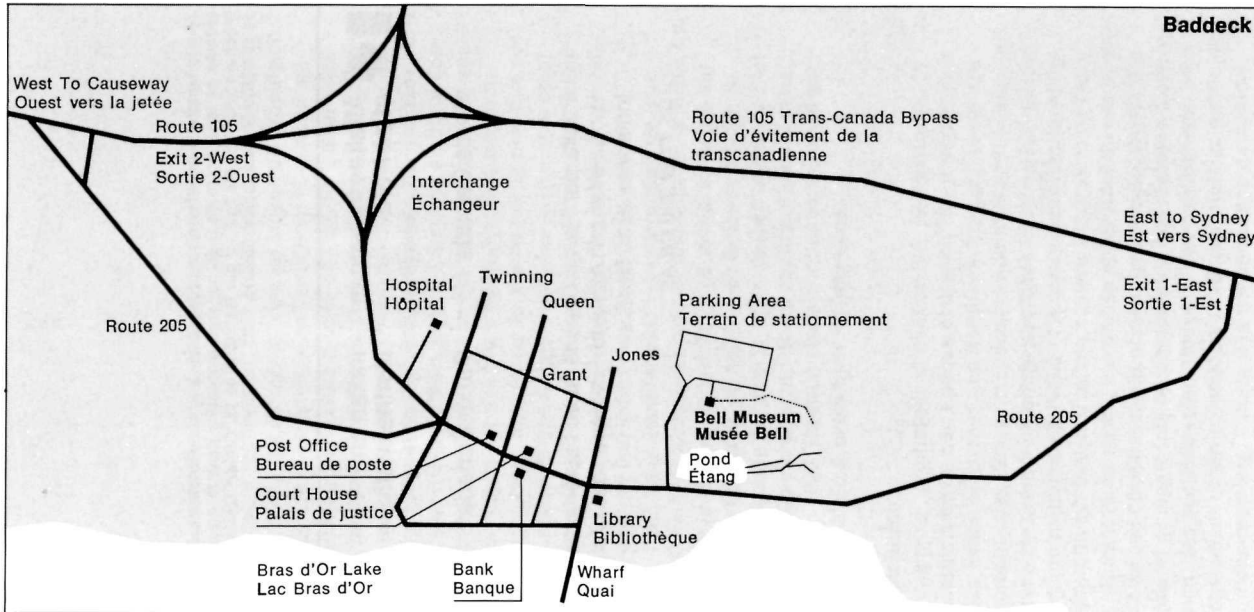 Baddeck
West To Causeway
Ouest vers la jetée
Route 105
Exit 2-West
Sortie 2-Ouest
Interchange
Échangeur
Route 105 Trans-Canada Bypass
Voie d'évitement de la
transcanadienne
East to Sydney
Est vers Sydney
Exit 1-East
Sortie 1-Est
Hospital
Hôpital
Twinning
Queen
Parking Area
Terrain de stationnement
Route 205
Grant
Jones
Bell Museum
Musée Bell
Route 205
Pond
Étang
Post Office
Bureau de poste
Court House
Palais de justice
Library
Bibliothèque
Bras d'Or Lake
Lac Bras d'Or
Bank
Banque
Wharf
Quai